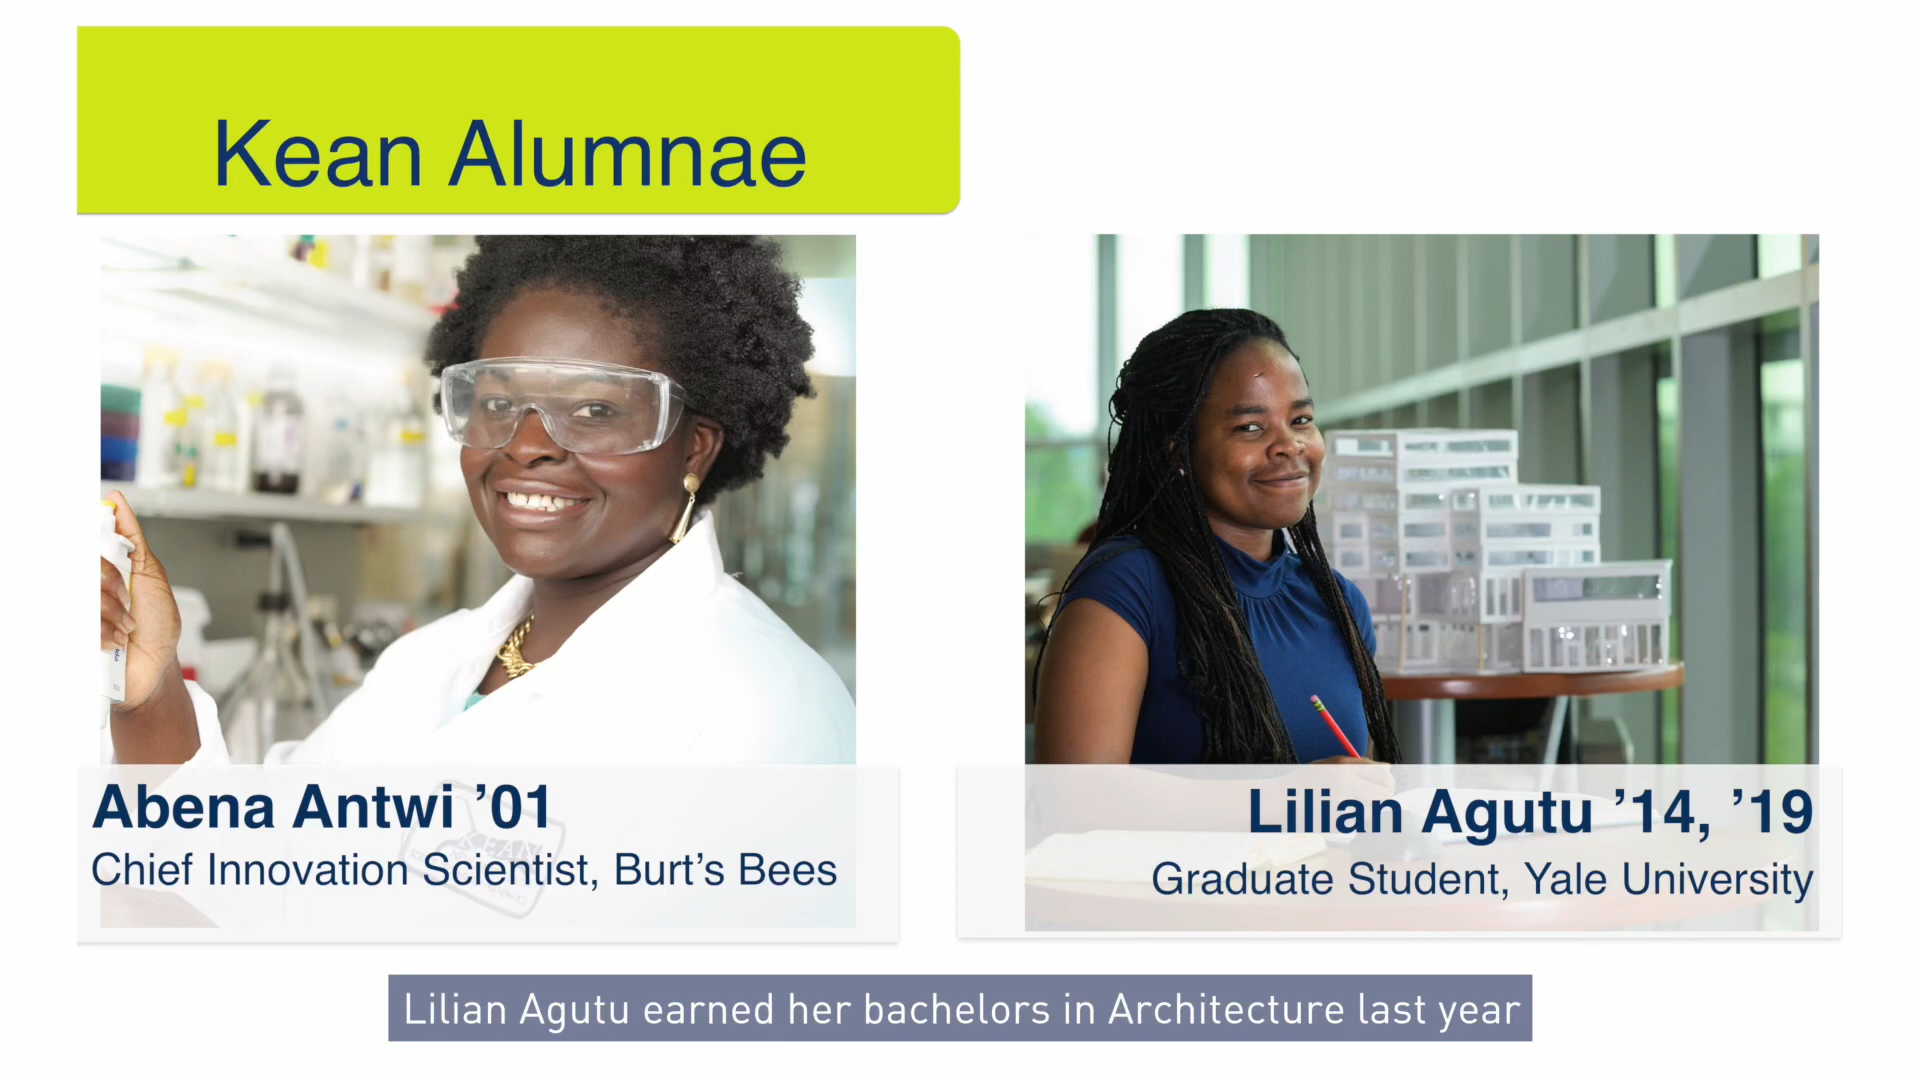 Kean Alumnae
Abena Antwi ’01
Chief Innovation Scientist, Burt’s Bees
Lilian Agutu ’14, ’19
Graduate Student, Yale University
Lilian Agutu earned her bachelors in Architecture last year